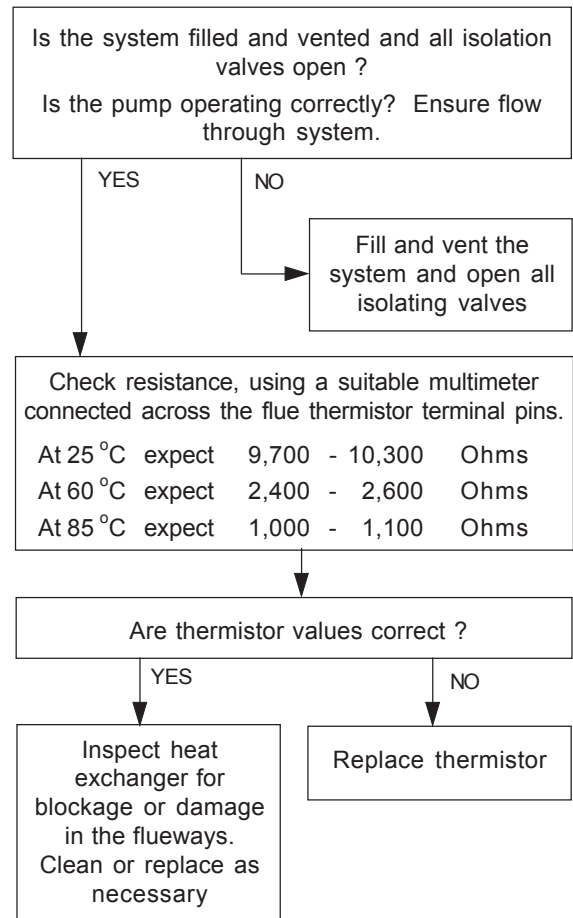 Is the system filled and vented and all isolation
valves open ?
Is the pump operating correctly? Ensure flow
through system.
YES
NO
Fill and vent the
system and open all
isolating valves
Check resistance, using a suitable multimeter
connected across the flue thermistor terminal pins.
At 25 °C expect 9,700 - 10,300 Ohms
At 60 °C expect 2,400 - 2,600 Ohms
At 85 °C expect 1,000 - 1,100 Ohms
Are thermistor values correct ?
YES
NO
Inspect heat
exchanger for
blockage or damage
in the flueways.
Clean or replace as
necessary
Replace thermistor